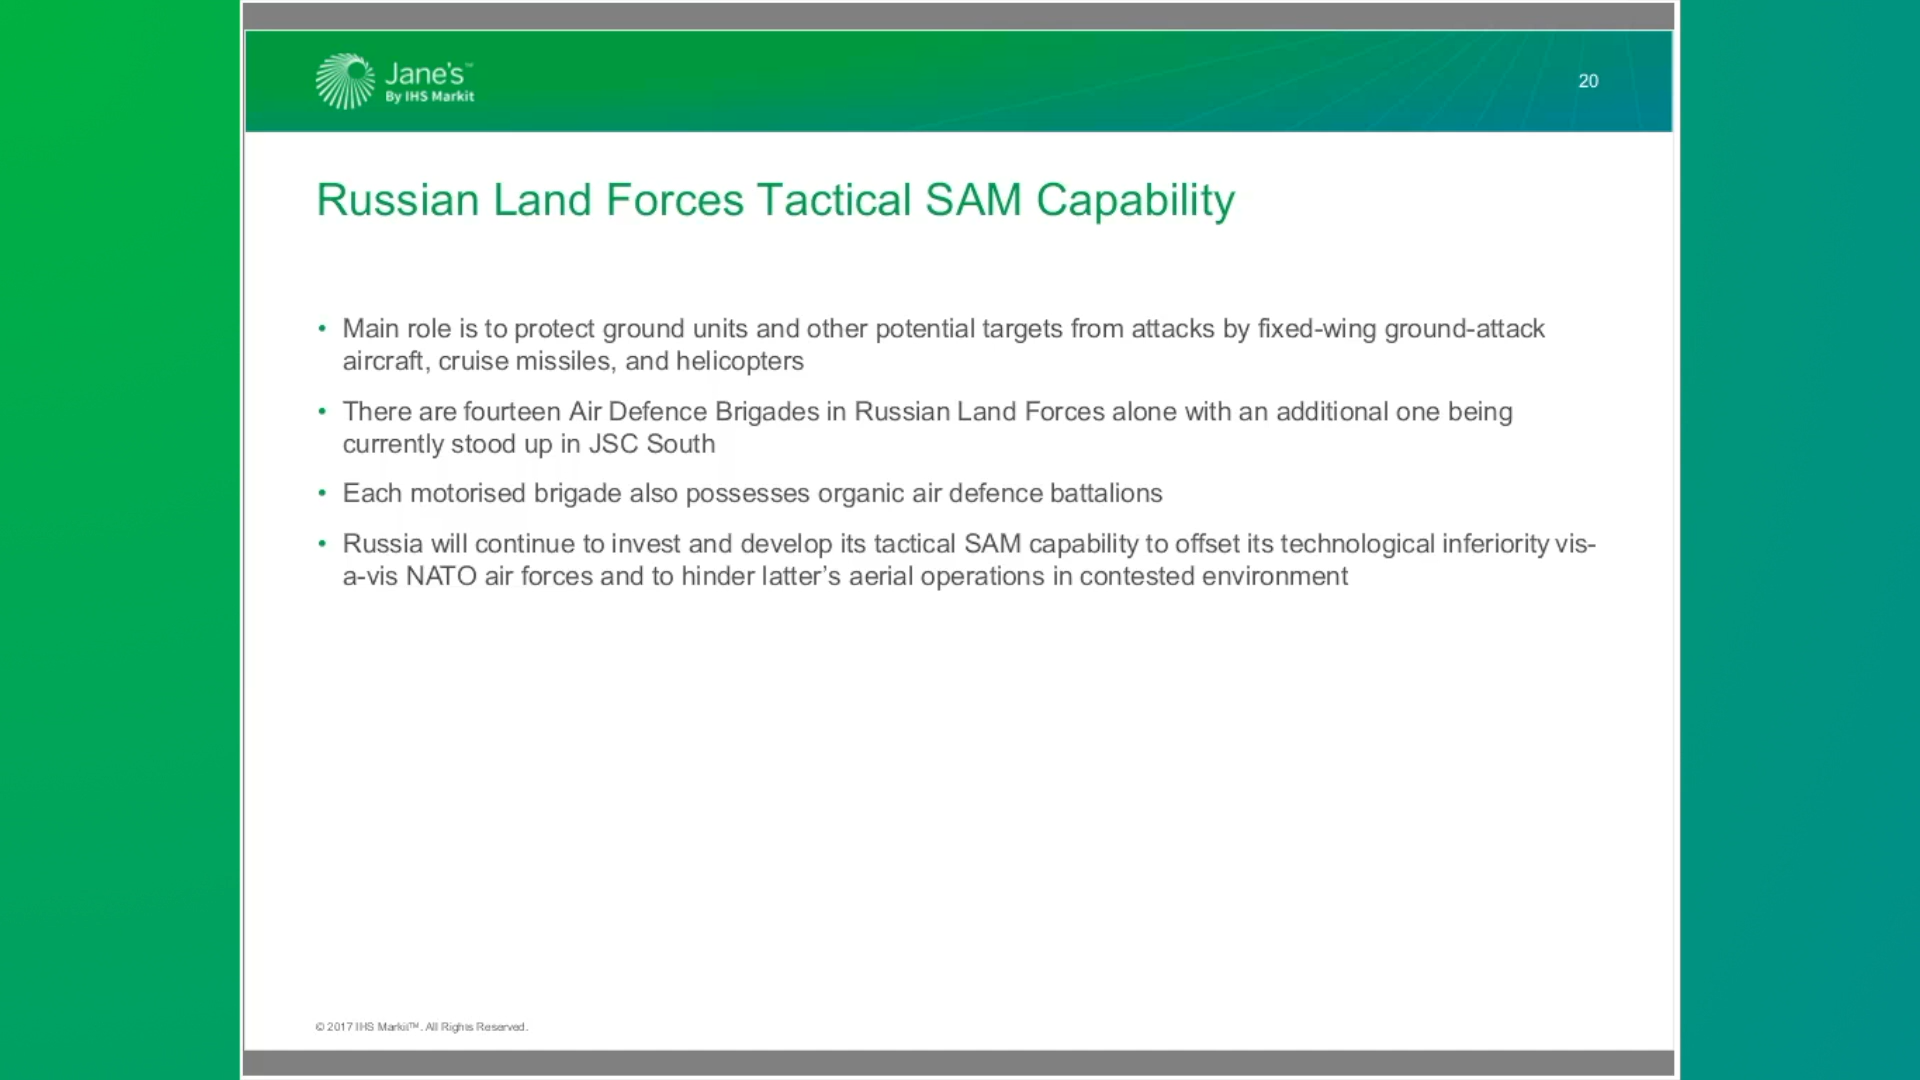 Jane's™
By IHS Markit
20
Russian Land Forces Tactical SAM Capability
• Main role is to protect ground units and other potential targets from attacks by fixed-wing ground-attack
aircraft, cruise missiles, and helicopters
• There are fourteen Air Defence Brigades in Russian Land Forces alone with an additional one being
currently stood up in JSC South
• Each motorised brigade also possesses organic air defence battalions
• Russia will continue to invest and develop its tactical SAM capability to offset its technological inferiority vis-
a-vis NATO air forces and to hinder latter’s aerial operations in contested environment
© 2017 IHS Markit™. All Rights Reserved.